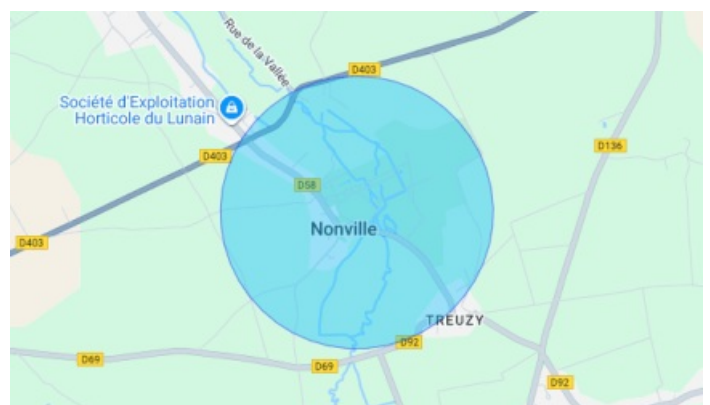 Rue de la Vallée
D403
Société d'Exploitation
Horticole du Lunain
D403
D136
D58
Nonville
D403
TREUZY
D92
D69
D69
D92